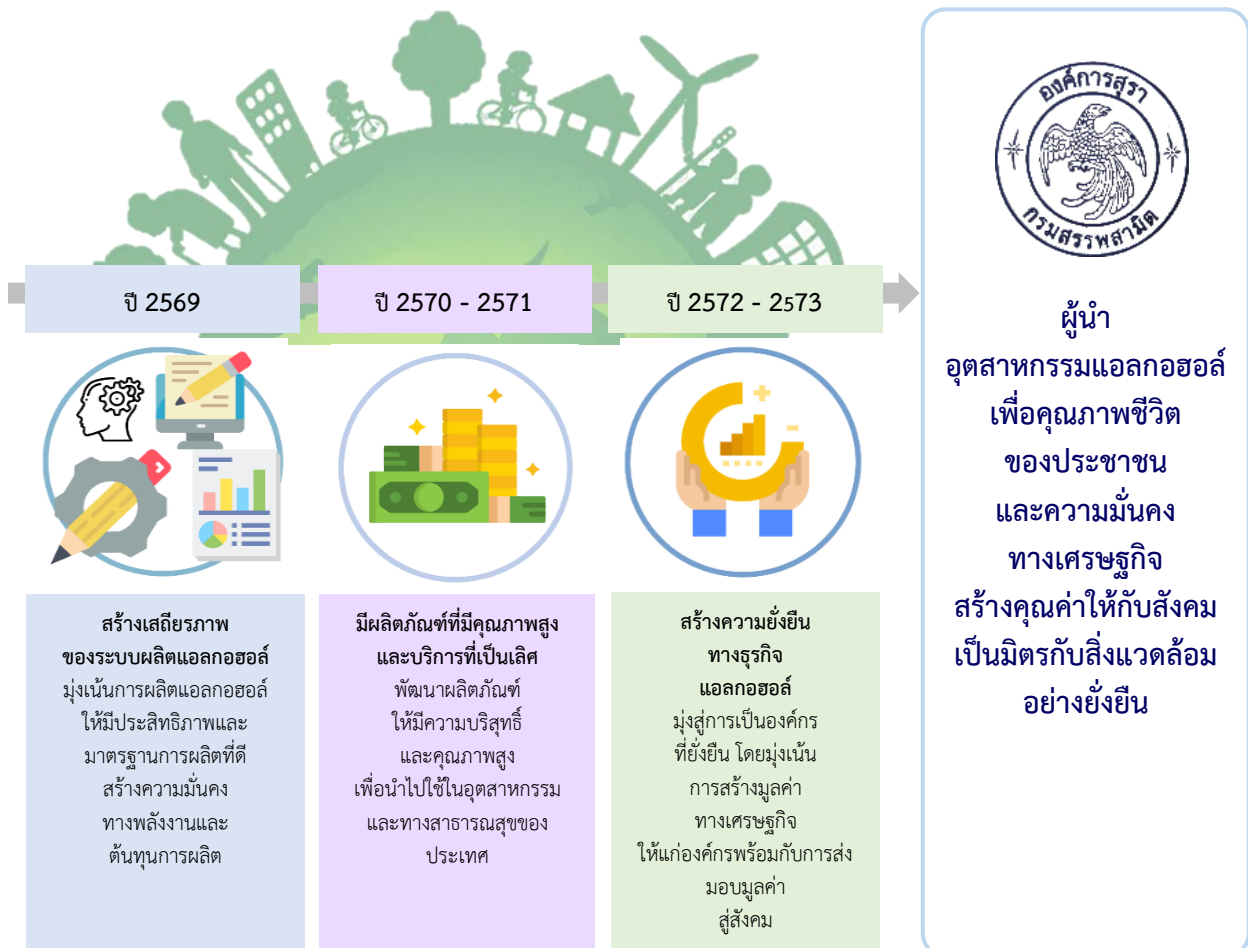 องค์การสุรา
กรมสรรพสามิต
ปี 2569
ปี 2570 - 2571
ปี 2572 - 2573
สร้างเสถียรภาพ
ของระบบผลิตแอลกอฮอล์
มุ่งเน้นการผลิตแอลกอฮอล์
ให้มีประสิทธิภาพและ
มาตรฐานการผลิตที่ดี
สร้างความมั่นคง
ทางพลังงานและ
ต้นทุนการผลิต
มีผลิตภัณฑ์ที่มีคุณภาพสูง
และบริการที่เป็นเลิศ
พัฒนาผลิตภัณฑ์
ให้มีความบริสุทธิ์
และคุณภาพสูง
เพื่อนำไปใช้ในอุตสาหกรรม
และทางสาธารณสุขของ
ประเทศ
สร้างความยั่งยืน
ทางธุรกิจ
แอลกอฮอล์
มุ่งสู่การเป็นองค์กร
ที่ยั่งยืน โดยมุ่งเน้น
การสร้างมูลค่า
ทางเศรษฐกิจ
ให้แก่องค์กรพร้อมกับการส่ง
มอบมูลค่า
สู่สังคม
ผู้นำ
อุตสาหกรรมแอลกอฮอล์
เพื่อคุณภาพชีวิต
ของประชาชน
และความมั่นคง
ทางเศรษฐกิจ
สร้างคุณค่าให้กับสังคม
เป็นมิตรกับสิ่งแวดล้อม
อย่างยั่งยืน